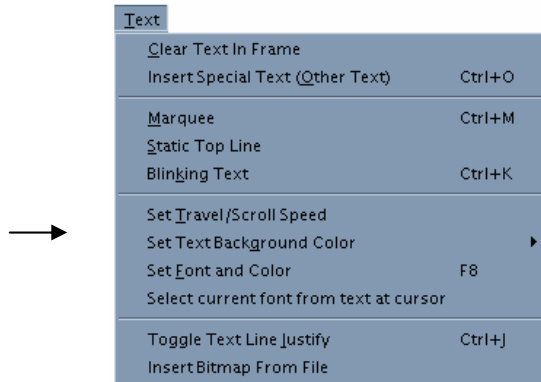 Text
Clear Text In Frame
Insert Special Text (Other Text) Ctrl+O
Marquee Ctrl+M
Static Top Line
Blinking Text Ctrl+K
Set Travel/Scroll Speed
Set Text Background Color
Set Font and Color F8
Select current font from text at cursor
Toggle Text Line Justify Ctrl+J
Insert Bitmap From File